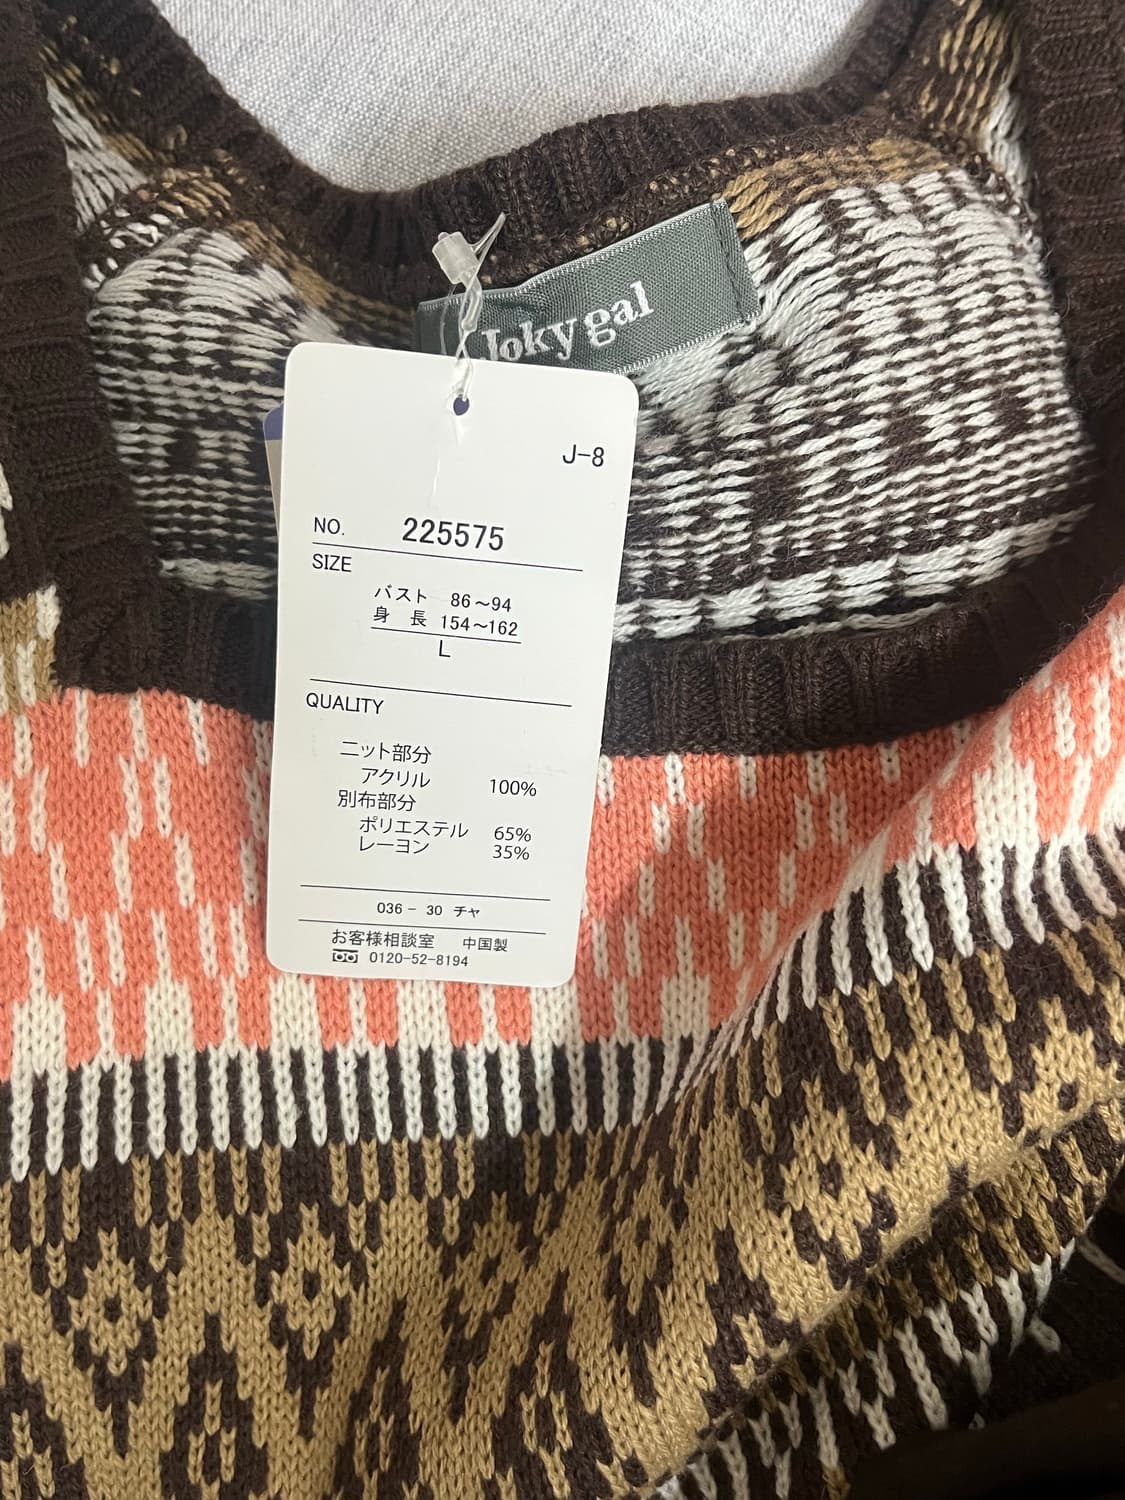 Joky gal
J-8
NO. 225575
SIZE
バスト 86～94
身 長 154～162
L
QUALITY
ニット部分
アクリル 100%
別布部分
ポリエステル 65%
レーヨン 35%
036 - 30 チャ
お客様相談室 中国製
0120-52-8194